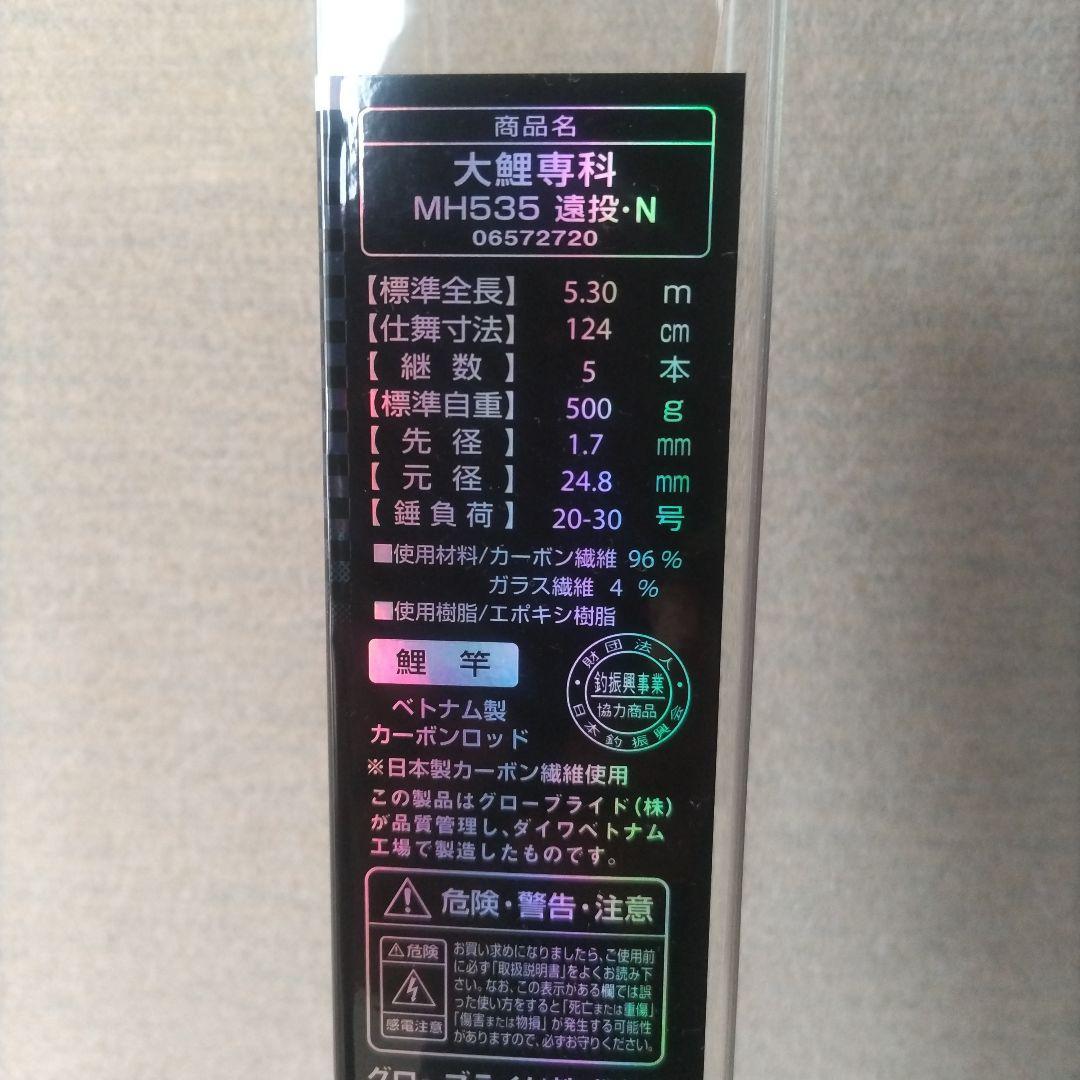 商品名
大鯉専科
MH535 遠投・N
06572720
【標準全長】 5.30 m
【仕舞寸法】 124 cm
【継数】 5 本
【標準自重】 500 g
【先径】 1.7 mm
【元径】 24.8 mm
【錘負荷】 20-30 号
■使用材料/カーボン繊維 96 %
ガラス繊維 4 %
■使用樹脂/エポキシ樹脂
鯉 竿
財団法人
釣振興事業
協力商品
日本釣振興会
ベトナム製
カーボンロッド
※日本製カーボン繊維使用
この製品はグローブライド(株)
が品質管理し、ダイワベトナム
工場で製造したものです。
危険・警告・注意
危険
感電注意
お買い求めになりましたら、ご使用前
に必ず「取扱説明書」をよくお読み下
さい。なお、この表示がある欄では誤
った使い方をすると「死亡または重傷」
「傷害または物損」が発生する可能性
がありますので、必ずお守りください。